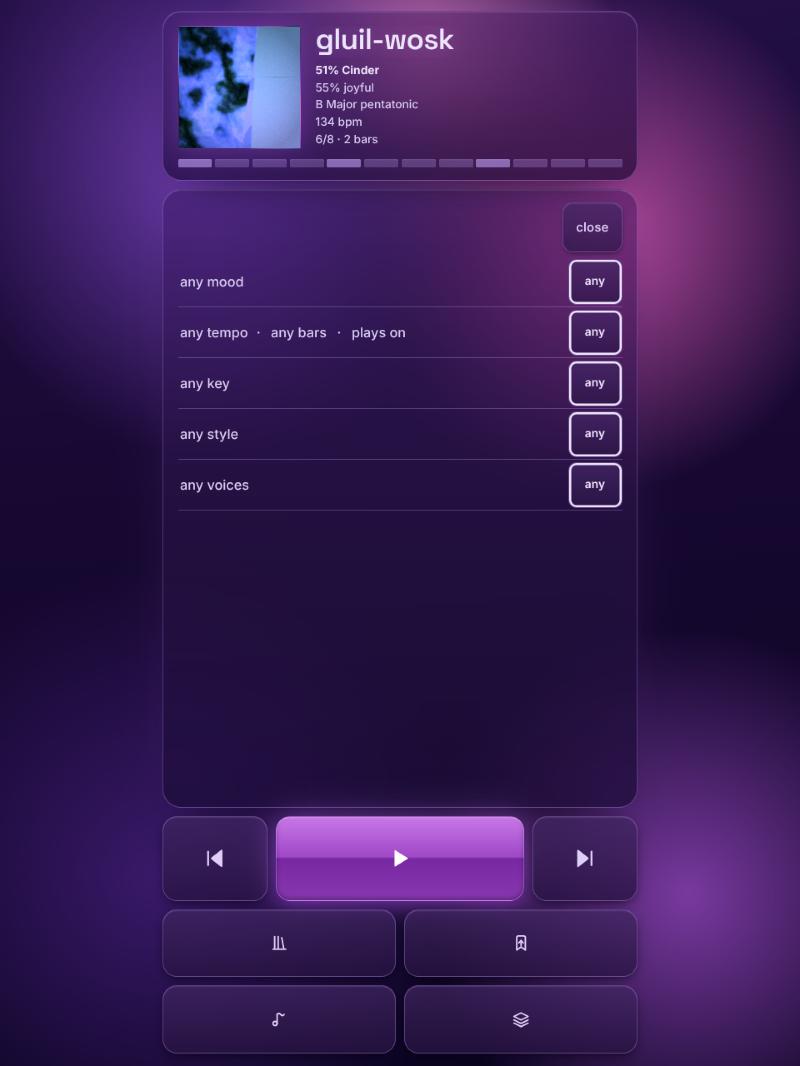 gluil-wosk
51% Cinder
55% joyful
B Major pentatonic
134 bpm
6/8 · 2 bars
close
any mood any
any tempo · any bars · plays on any
any key any
any style any
any voices any